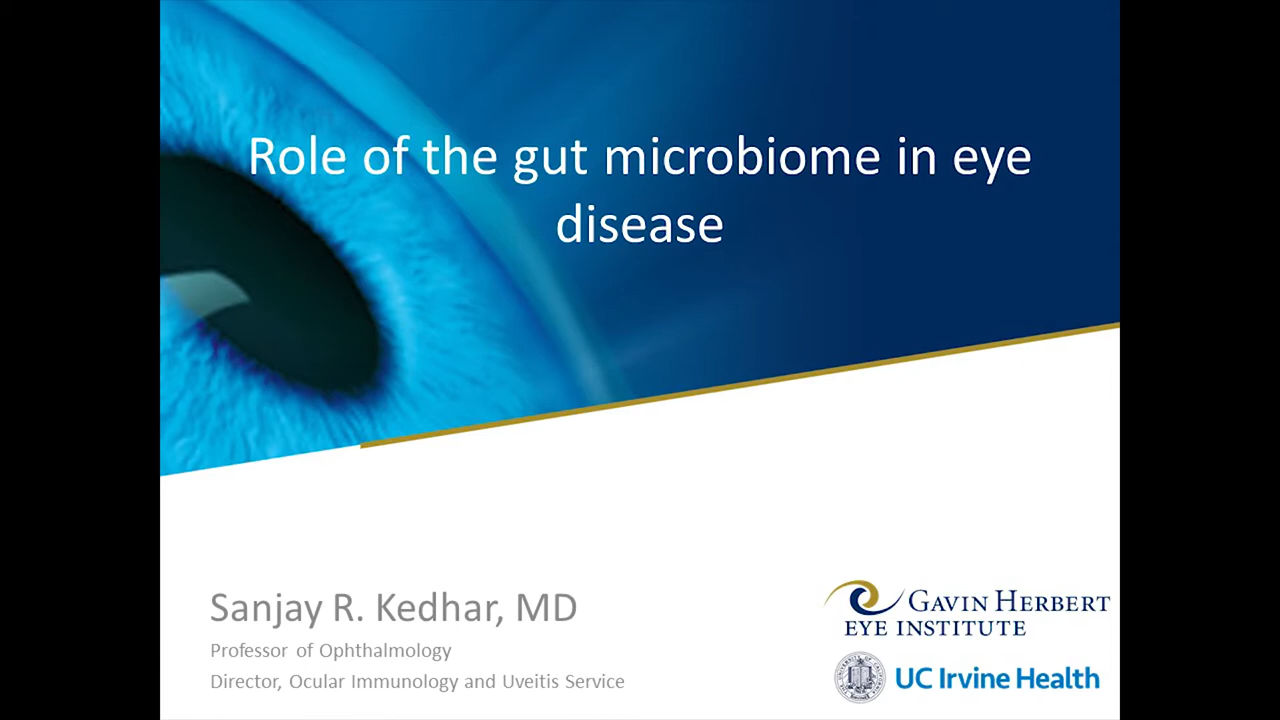 Role of the gut microbiome in eye
disease
Sanjay R. Kedhar, MD
Professor of Ophthalmology
Director, Ocular Immunology and Uveitis Service
GAVIN HERBERT
EYE INSTITUTE
UC Irvine Health